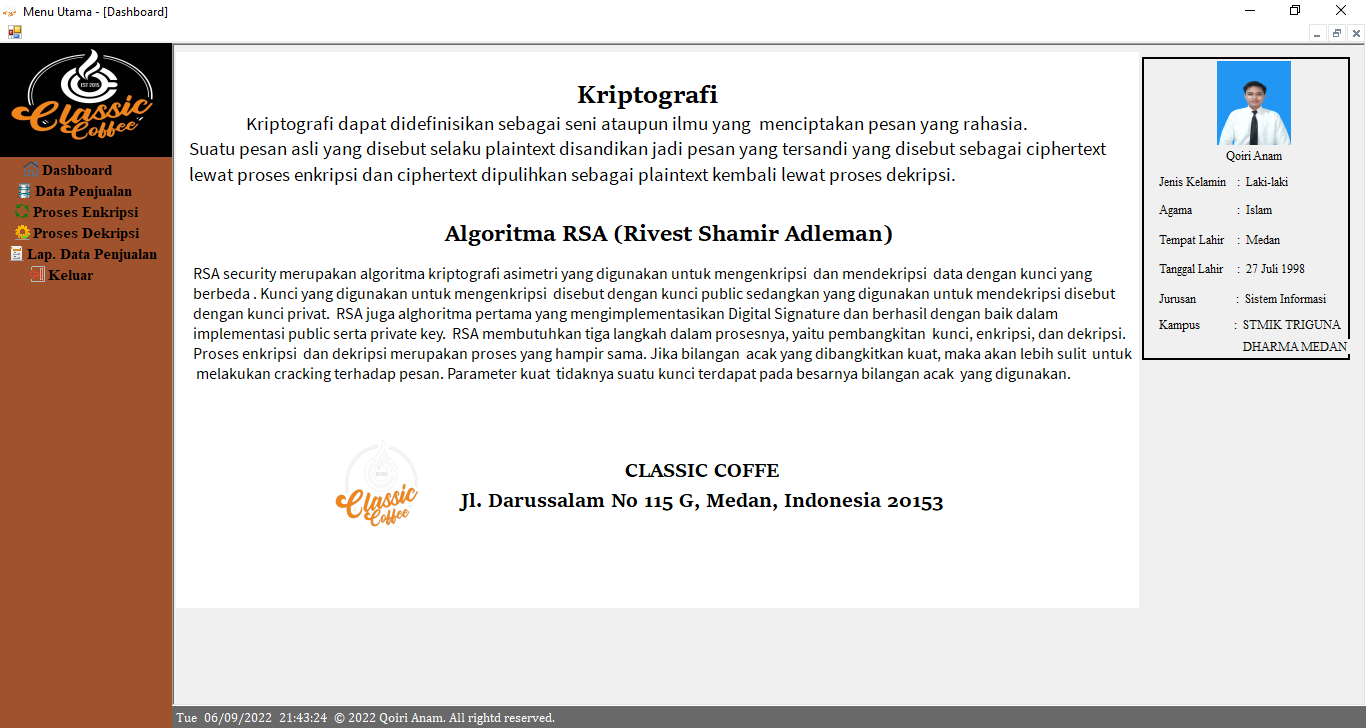 Menu Utama - [Dashboard]
EST 2015
Classic
Coffee
Dashboard
Data Penjualan
Proses Enkripsi
Proses Dekripsi
Lap. Data Penjualan
Keluar
Kriptografi
Kriptografi dapat didefinisikan sebagai seni ataupun ilmu yang  menciptakan pesan yang rahasia.
Suatu pesan asli yang disebut selaku plaintext disandikan jadi pesan yang tersandi yang disebut sebagai ciphertext
lewat proses enkripsi dan ciphertext dipulihkan sebagai plaintext kembali lewat proses dekripsi.
Algoritma RSA (Rivest Shamir Adleman)
RSA security merupakan algoritma kriptografi asimetri yang digunakan untuk mengenkripsi  dan mendekripsi  data dengan kunci yang
berbeda . Kunci yang digunakan untuk mengenkripsi  disebut dengan kunci public sedangkan yang digunakan untuk mendekripsi disebut
dengan kunci privat.  RSA juga alghoritma pertama yang mengimplementasikan Digital Signature dan berhasil dengan baik dalam
implementasi public serta private key.  RSA membutuhkan tiga langkah dalam prosesnya, yaitu pembangkitan  kunci, enkripsi, dan dekripsi.
Proses enkripsi  dan dekripsi merupakan proses yang hampir sama. Jika bilangan  acak yang dibangkitkan kuat, maka akan lebih sulit  untuk
melakukan cracking terhadap pesan. Parameter kuat  tidaknya suatu kunci terdapat pada besarnya bilangan acak  yang digunakan.
Classic
Coffee
CLASSIC COFFE
Jl. Darussalam No 115 G, Medan, Indonesia 20153
Qoiri Anam
Jenis Kelamin : Laki-laki
Agama : Islam
Tempat Lahir : Medan
Tanggal Lahir : 27 Juli 1998
Jurusan : Sistem Informasi
Kampus : STMIK TRIGUNA
DHARMA MEDAN
Tue  06/09/2022  21:43:24  © 2022 Qoiri Anam. All rightd reserved.